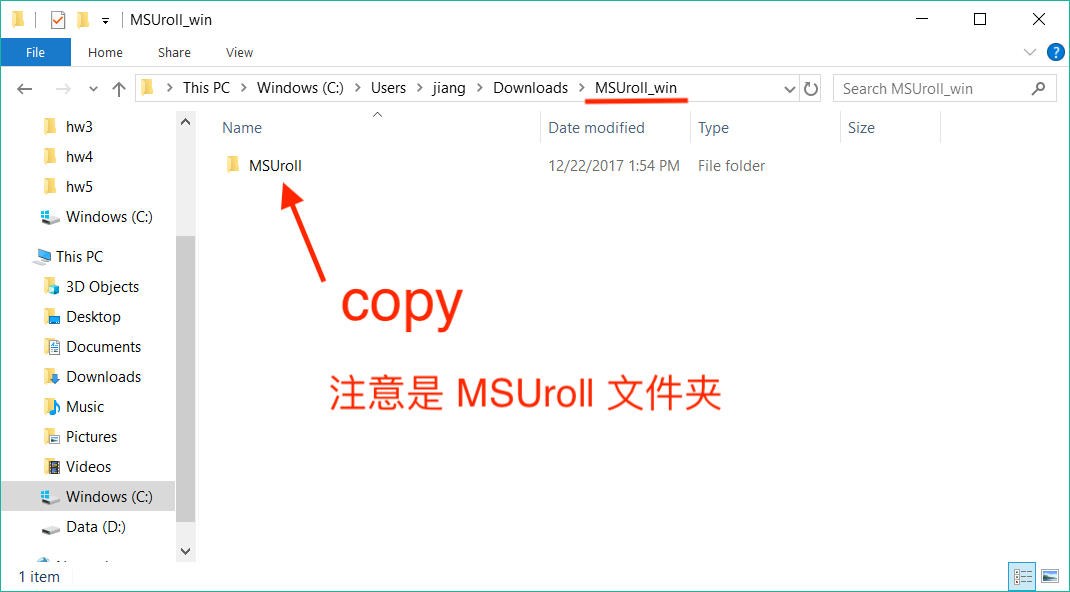 MSUroll_win
File Home Share View
This PC Windows (C:) Users jiang Downloads MSUroll_win
Search MSUroll_win
Name Date modified Type Size
MSUroll 12/22/2017 1:54 PM File folder
hw3
hw4
hw5
Windows (C:)
This PC
3D Objects
Desktop
Documents
Downloads
Music
Pictures
Videos
Windows (C:)
Data (D:)
copy
注意是 MSUroll 文件夹
1 item